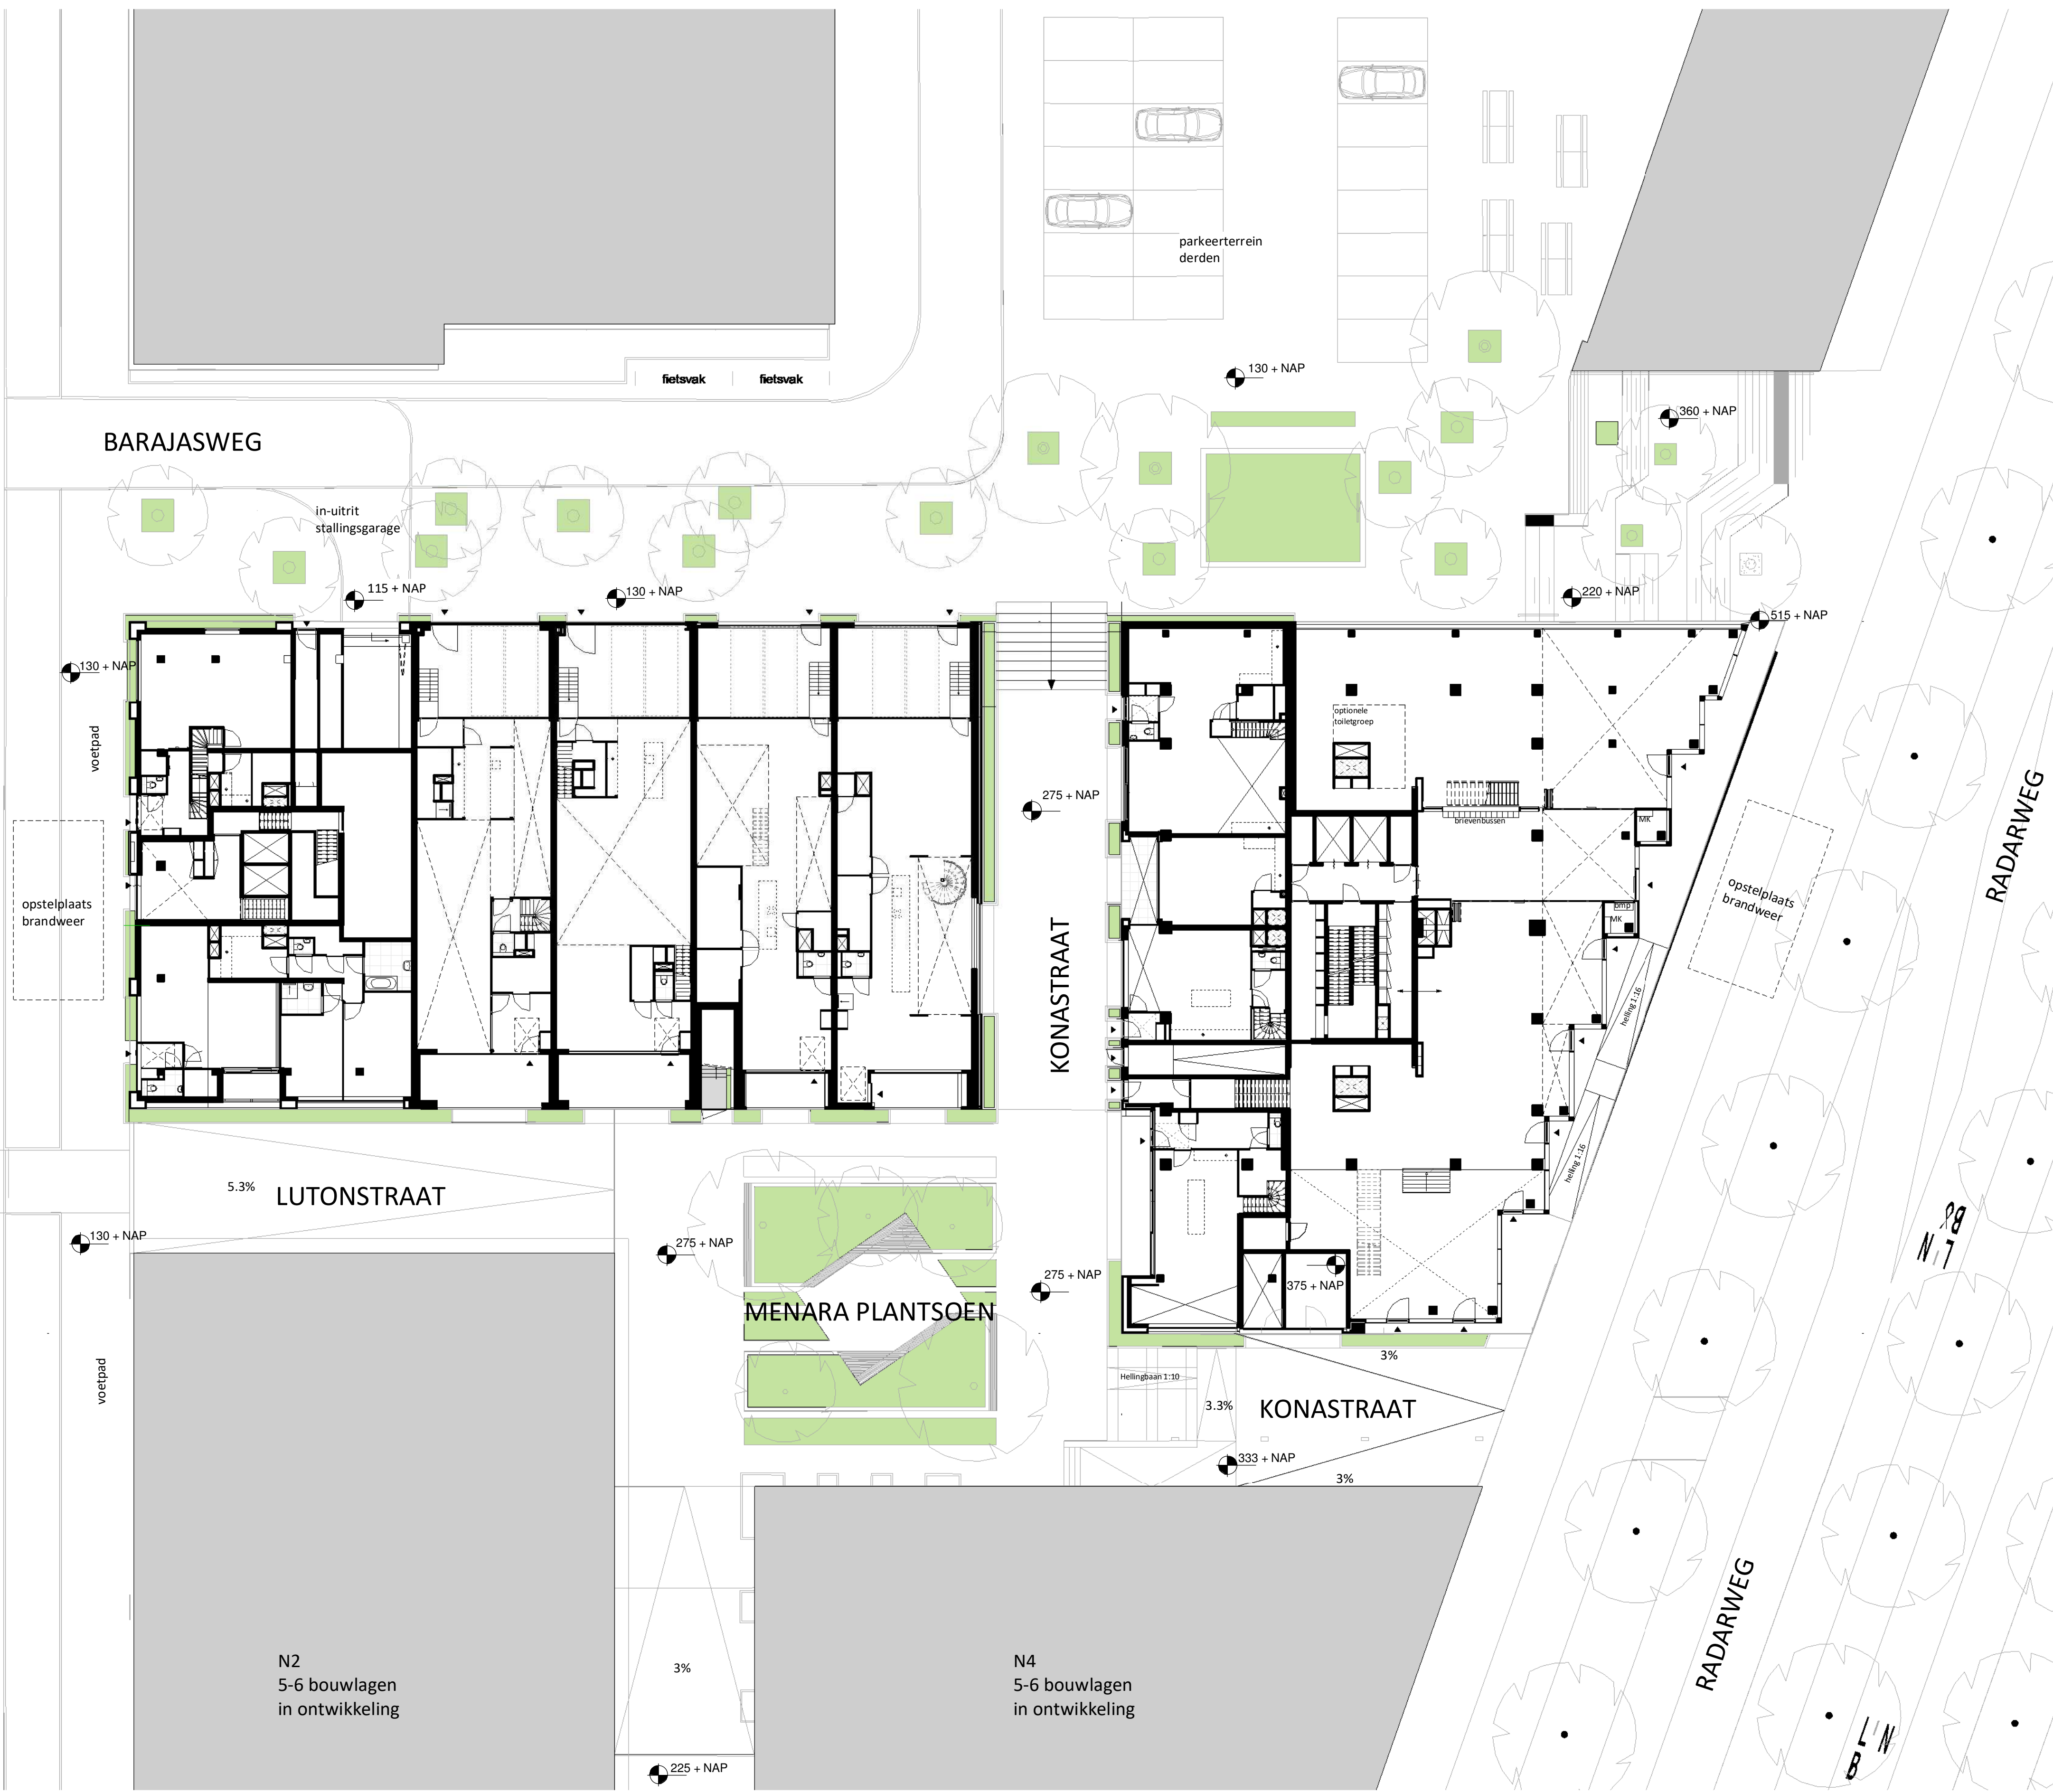 parkeerterrein
derden
fietsvak
fietsvak
130 + NAP
360 + NAP
BARAJASWEG
in-uitrit
stallingsgarage
115 + NAP
130 + NAP
220 + NAP
515 + NAP
130 + NAP
voetpad
optionele
toiletgroep
275 + NAP
brievenbussen
MK
RADARWEG
opstelplaats
brandweer
opstelplaats
brandweer
MK
KONASTRAAT
helling 1:16
helling 1:16
5.3%
LUTONSTRAAT
130 + NAP
275 + NAP
275 + NAP
375 + NAP
MENARA PLANTSOEN
voetpad
3%
Hellingbaan 1:10
3.3%
KONASTRAAT
333 + NAP
3%
RADARWEG
N2
5-6 bouwlagen
in ontwikkeling
3%
N4
5-6 bouwlagen
in ontwikkeling
225 + NAP